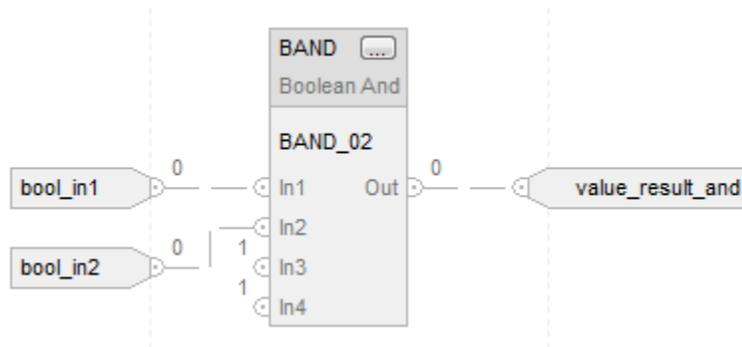 BAND ...
Boolean And
BAND_02
bool_in1 0 In1 Out 0 value_result_and
In2
bool_in2 0 1 In3
1 In4